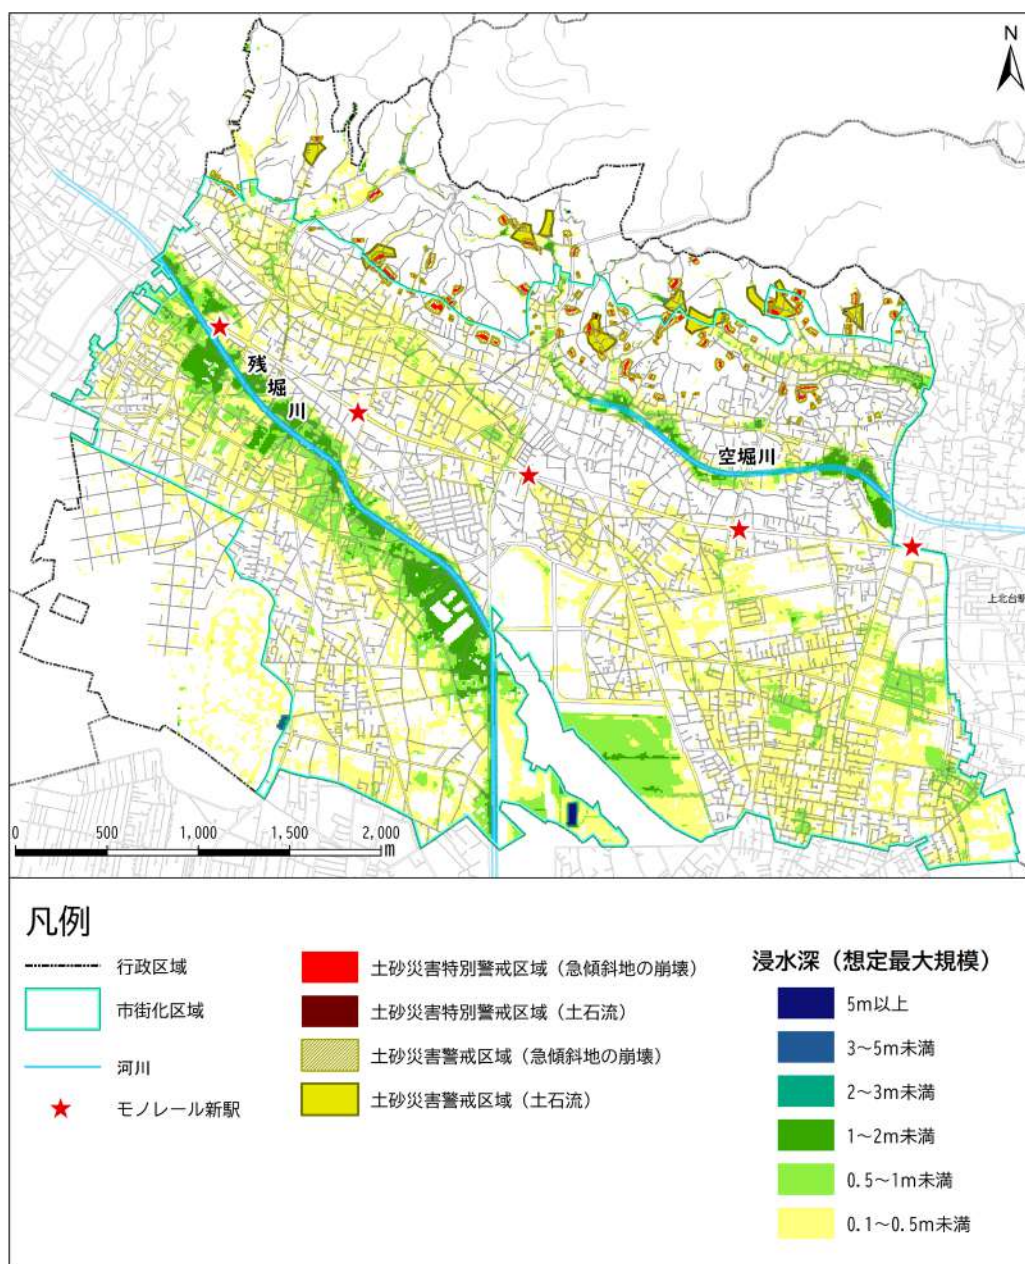 N
残堀川
空堀川
上北台駅
0 500 1,000 1,500 2,000
m
凡例
行政区域
市街化区域
河川
モノレール新駅
土砂災害特別警戒区域（急傾斜地の崩壊）
土砂災害特別警戒区域（土石流）
土砂災害警戒区域（急傾斜地の崩壊）
土砂災害警戒区域（土石流）
浸水深（想定最大規模）
5m以上
3～5m未満
2～3m未満
1～2m未満
0.5～1m未満
0.1～0.5m未満